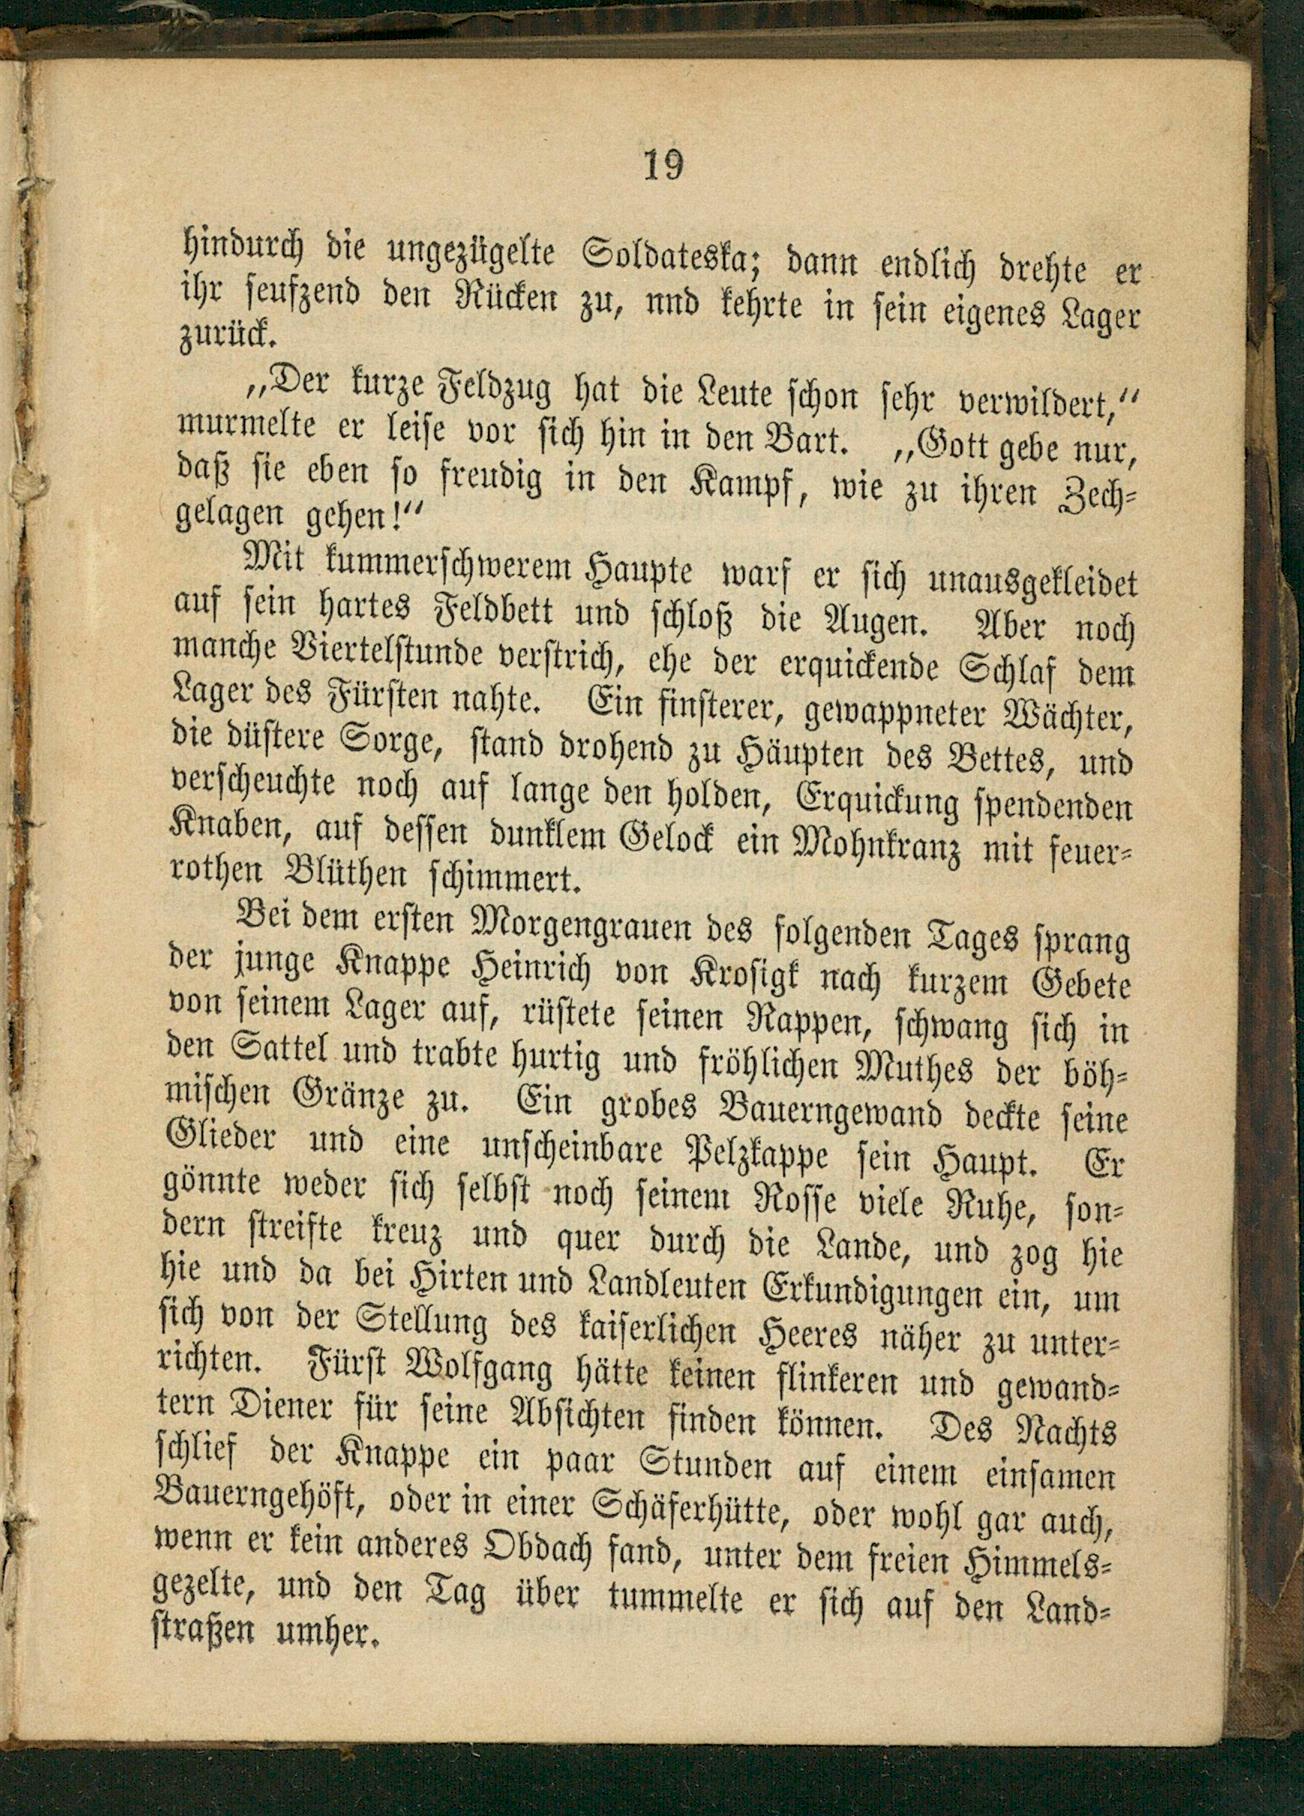 19
hindurch die ungezügelte Soldateska; dann endlich drehte er
ihr seufzend den Rücken zu, nnd kehrte in sein eigenes Lager
zurück.
„Der kurze Feldzug hat die Leute schon sehr verwildert,“
murmelte er leise vor sich hin in den Bart. „Gott gebe nur,
daß sie eben so freudig in den Kampf, wie zu ihren Zech-
gelagen gehen!“
Mit kummerschwerem Haupte warf er sich unausgekleidet
auf sein hartes Feldbett und schloß die Augen. Aber noch
manche Viertelstunde verstrich, ehe der erquickende Schlaf dem
Lager des Fürsten nahte. Ein finsterer, gewappneter Wächter,
die düstere Sorge, stand drohend zu Häupten des Bettes, und
verscheuchte noch auf lange den holden, Erquickung spendenden
Knaben, auf dessen dunklem Gelock ein Mohnkranz mit feuer-
rothen Blüthen schimmert.
Bei dem ersten Morgengrauen des folgenden Tages sprang
der junge Knappe Heinrich von Krosigk nach kurzem Gebete
von seinem Lager auf, rüstete seinen Rappen, schwang sich in
den Sattel und trabte hurtig und fröhlichen Muthes der böh-
mischen Gränze zu. Ein grobes Bauerngewand deckte seine
Glieder und eine unscheinbare Pelzkappe sein Haupt. Er
gönnte weder sich selbst noch seinem Rosse viele Ruhe, son-
dern streifte kreuz und quer durch die Lande, und zog hie
hie und da bei Hirten und Landleuten Erkundigungen ein, um
sich von der Stellung des kaiserlichen Heeres näher zu unter-
richten. Fürst Wolfgang hätte keinen flinkeren und gewand-
tern Diener für seine Absichten finden können. Des Nachts
schlief der Knappe ein paar Stunden auf einem einsamen
Bauerngehöft, oder in einer Schäferhütte, oder wohl gar auch,
wenn er kein anderes Obdach fand, unter dem freien Himmels-
gezelte, und den Tag über tummelte er sich auf den Land-
straßen umher.